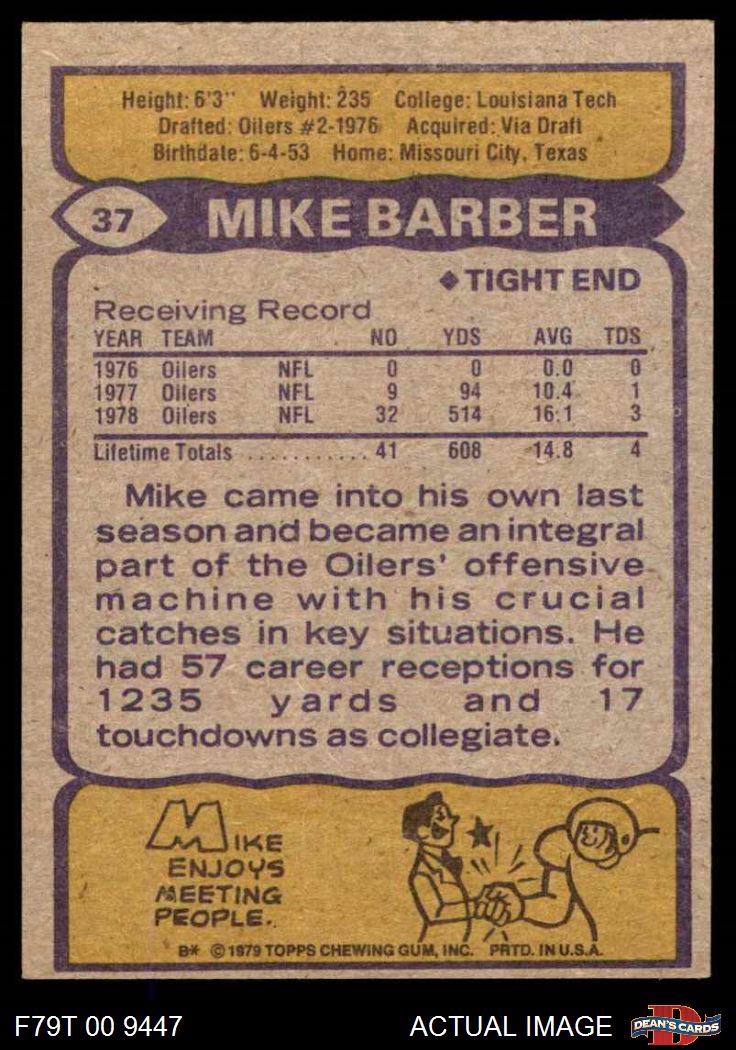 Height: 6'3" Weight: 235 College: Louisiana Tech
Drafted: Oilers #2-1976 Acquired: Via Draft
Birthdate: 6-4-53 Home: Missouri City, Texas
37 MIKE BARBER
◆ TIGHT END
Receiving Record
YEAR TEAM NO YDS AVG TDS
1976 Oilers NFL 0 0 0.0 0
1977 Oilers NFL 9 94 10.4 1
1978 Oilers NFL 32 514 16.1 3
Lifetime Totals ........... 41 608 14.8 4
Mike came into his own last
season and became an integral
part of the Oilers' offensive
machine with his crucial
catches in key situations. He
had 57 career receptions for
1235 yards and 17
touchdowns as collegiate.
MIKE
ENJOYS
MEETING
PEOPLE.
B* © 1979 TOPPS CHEWING GUM, INC. PRTD. IN U.S.A.
F79T 00 9447 ACTUAL IMAGE DEAN'S CARDS